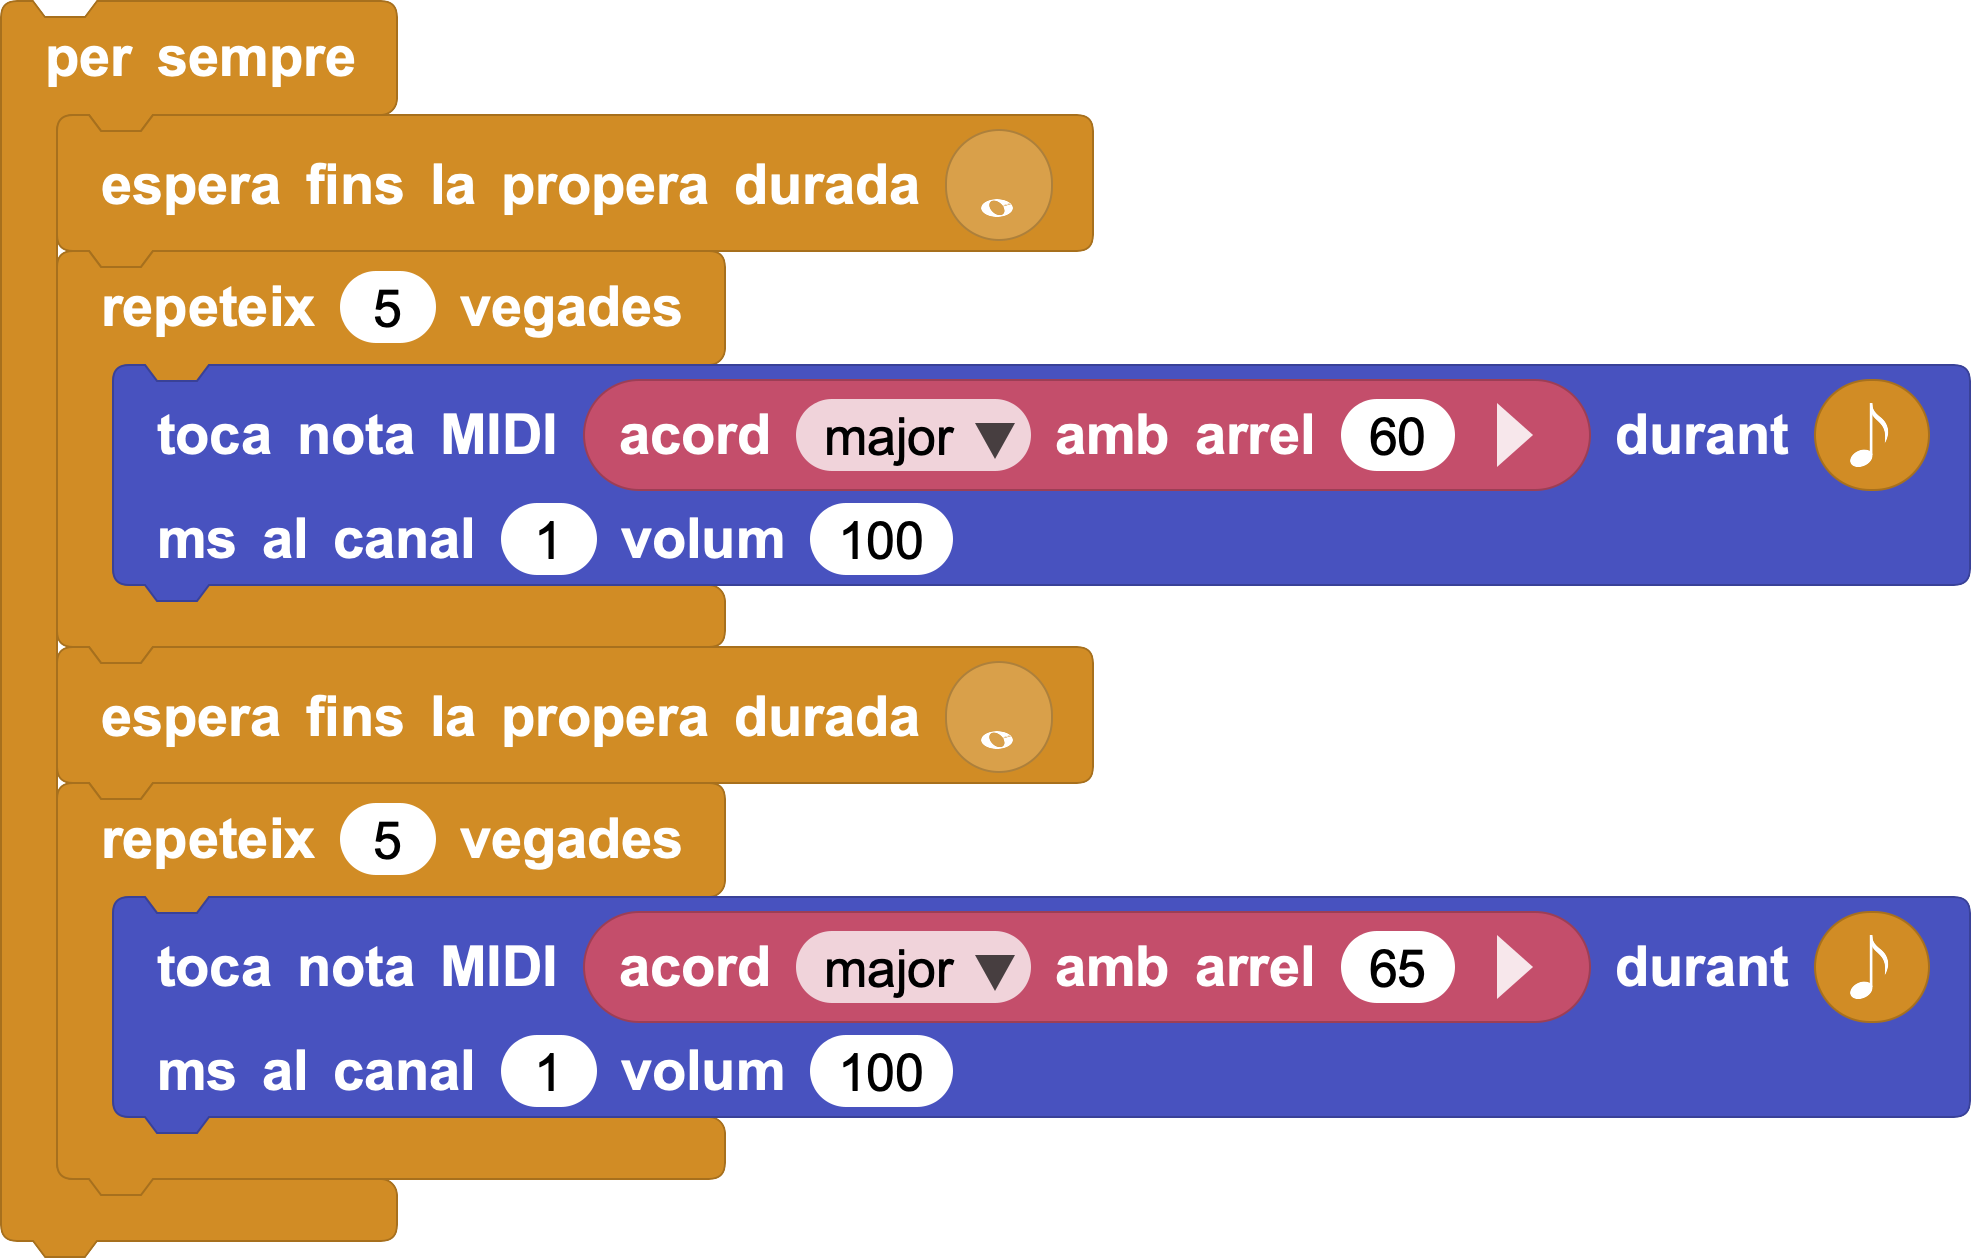 per sempre
espera fins la propera durada
repeteix 5 vegades
toca nota MIDI acord major amb arrel 60 durant
ms al canal 1 volum 100
espera fins la propera durada
repeteix 5 vegades
toca nota MIDI acord major amb arrel 65 durant
ms al canal 1 volum 100